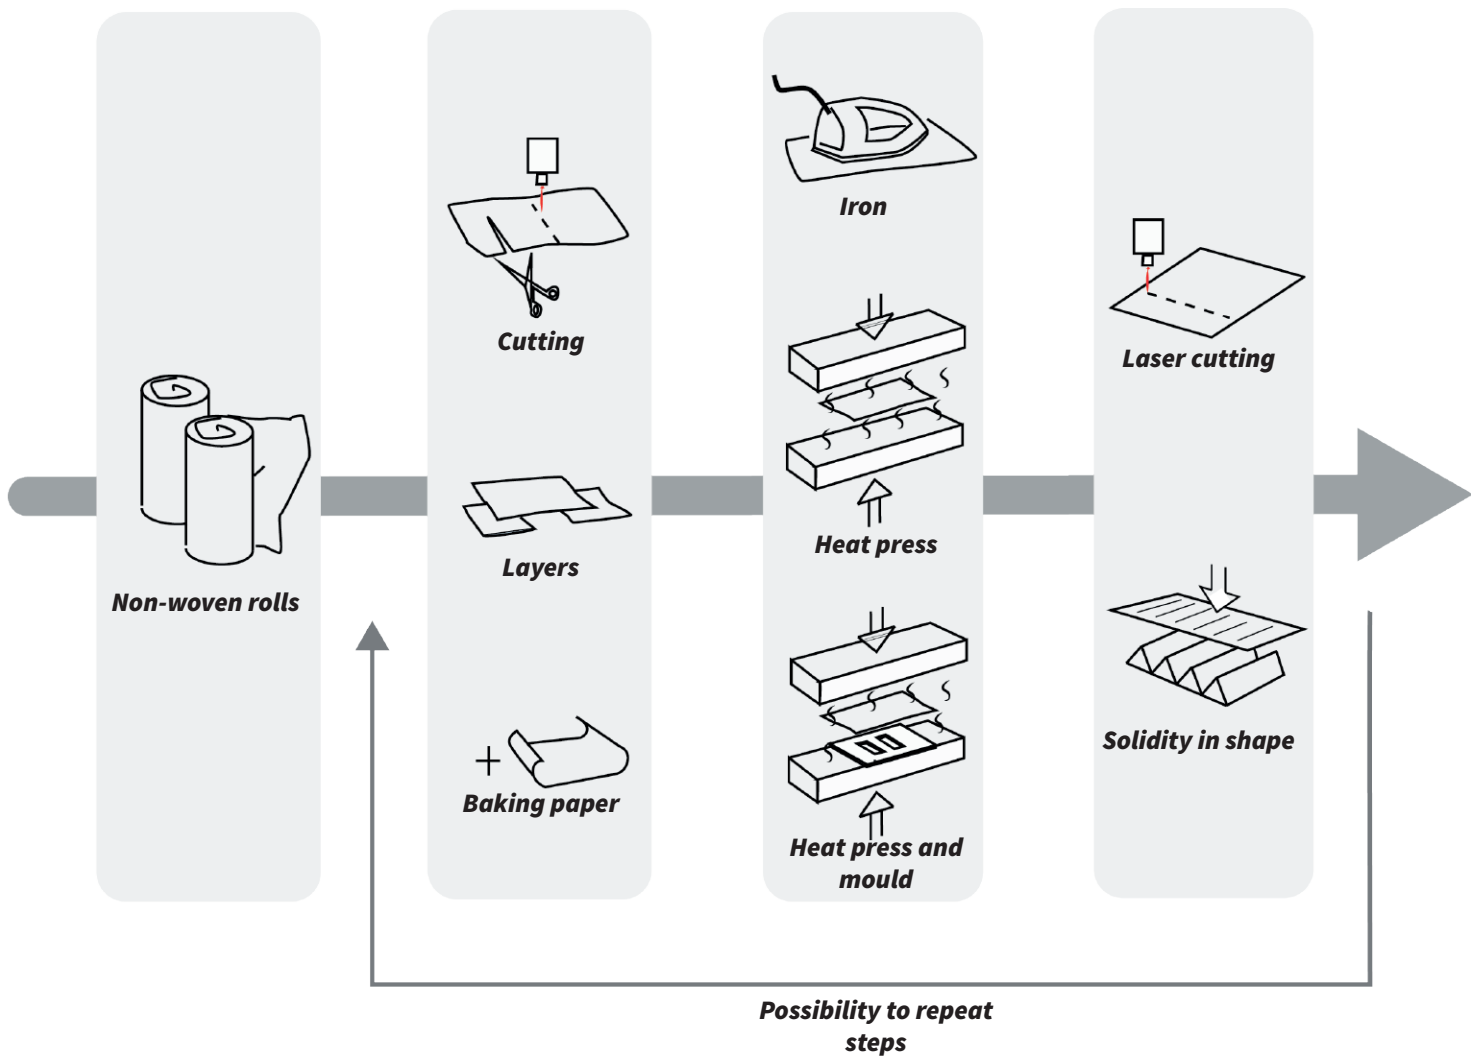 Non-woven rolls
Cutting
Layers
+
Baking paper
Iron
Heat press
Heat press and
mould
Laser cutting
Solidity in shape
Possibility to repeat
steps